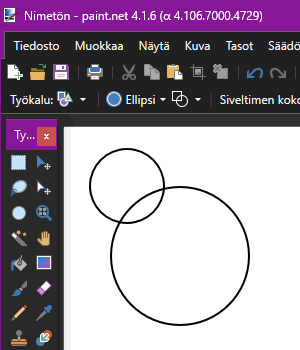 Nimetön - paint.net 4.1.6 (α 4.106.7000.4729)
Tiedosto Muokkaa Näytä Kuva Tasot Säädö
Työkalu: Ellipsi Siveltimen koko
Ty... x